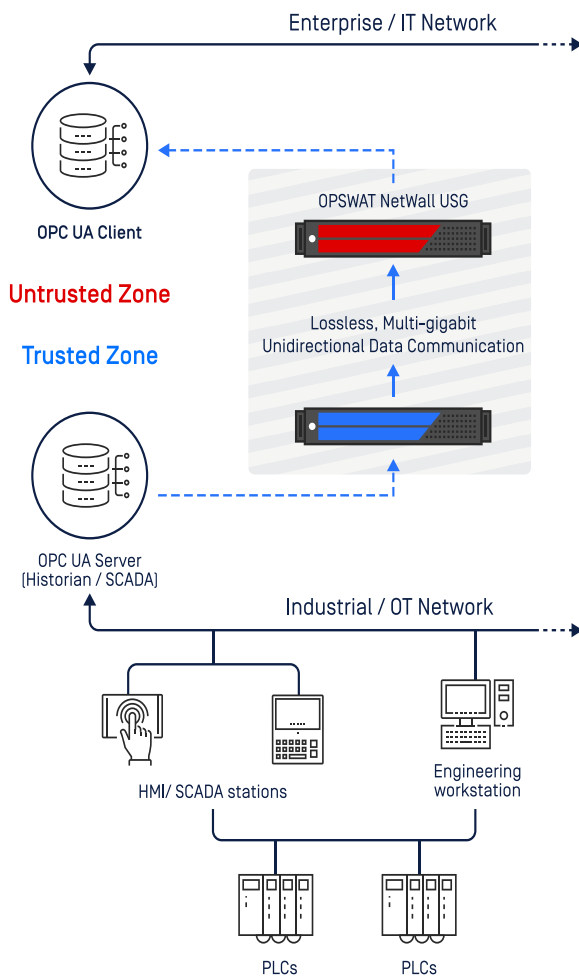 Enterprise / IT Network
OPSWAT NetWall USG
OPC UA Client
Untrusted Zone
Lossless, Multi-gigabit
Unidirectional Data Communication
Trusted Zone
OPC UA Server
(Historian / SCADA)
Industrial / OT Network
HMI/ SCADA stations
Engineering
workstation
PLCs
PLCs